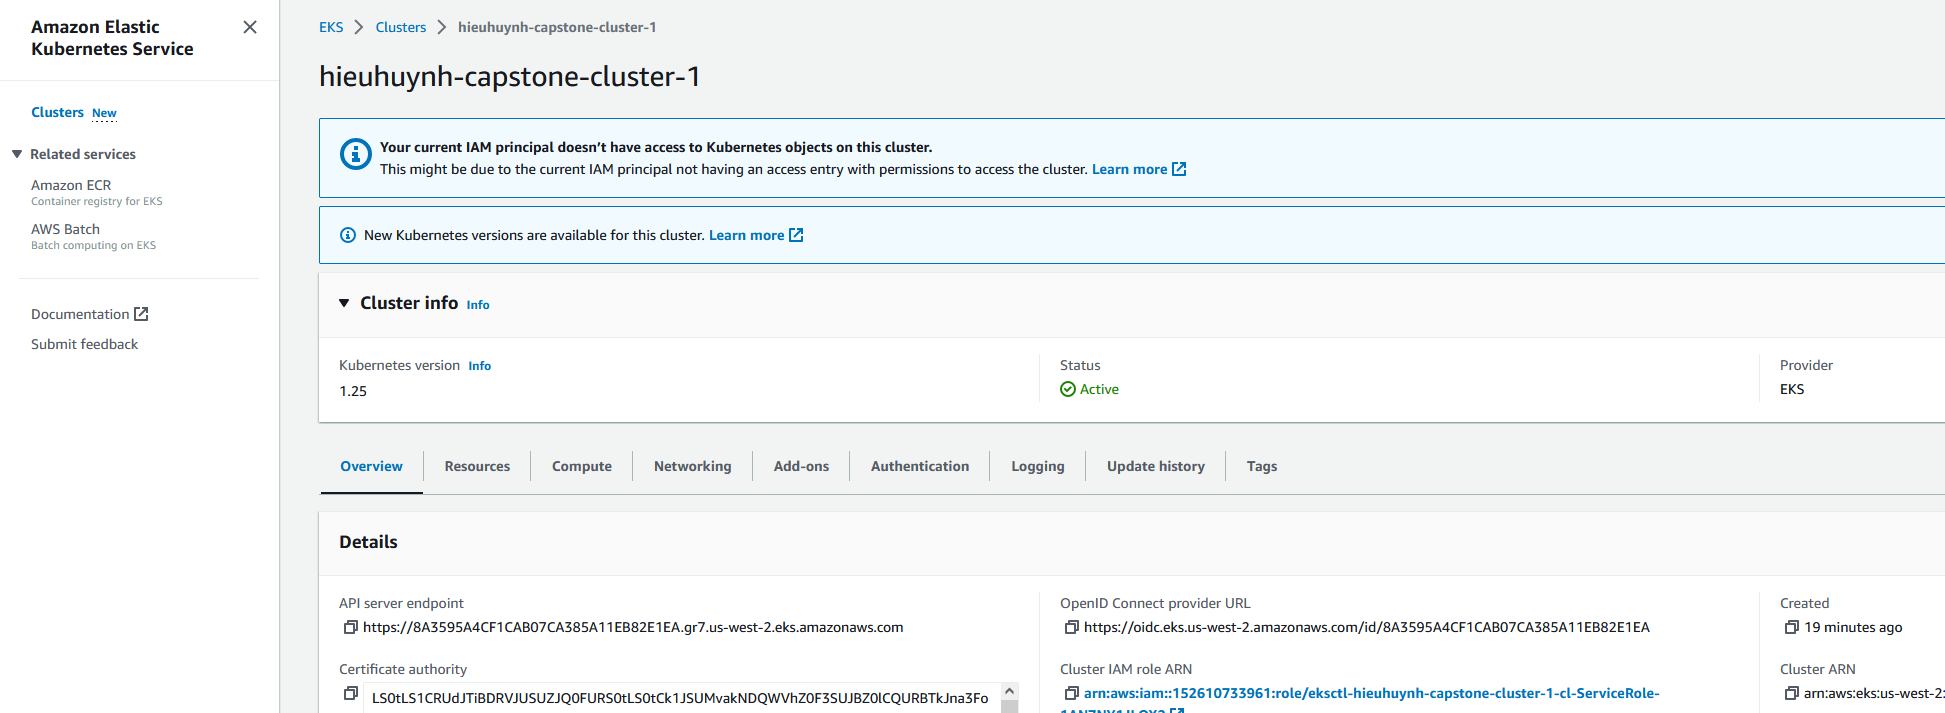 Amazon Elastic
Kubernetes Service
Clusters New
Related services
Amazon ECR
Container registry for EKS
AWS Batch
Batch computing on EKS
Documentation
Submit feedback
EKS > Clusters > hieuhuynh-capstone-cluster-1
hieuhuynh-capstone-cluster-1
Your current IAM principal doesn’t have access to Kubernetes objects on this cluster.
This might be due to the current IAM principal not having an access entry with permissions to access the cluster. Learn more
New Kubernetes versions are available for this cluster. Learn more
Cluster info Info
Kubernetes version Info
1.25
Status
Active
Provider
EKS
Overview Resources Compute Networking Add-ons Authentication Logging Update history Tags
Details
API server endpoint
https://8A3595A4CF1CAB07CA385A11EB82E1EA.gr7.us-west-2.eks.amazonaws.com
Certificate authority
LS0tLS1CRUdJTiBDRVJUSUZJQ0FURS0tLS0tCk1JSUMvakNDQWVhZ0F3SUJBZ0lCQURBTkJna3Fo
OpenID Connect provider URL
https://oidc.eks.us-west-2.amazonaws.com/id/8A3595A4CF1CAB07CA385A11EB82E1EA
Cluster IAM role ARN
arn:aws:iam::152610733961:role/eksctl-hieuhuynh-capstone-cluster-1-cl-ServiceRole-
Created
19 minutes ago
Cluster ARN
arn:aws:eks:us-west-2: